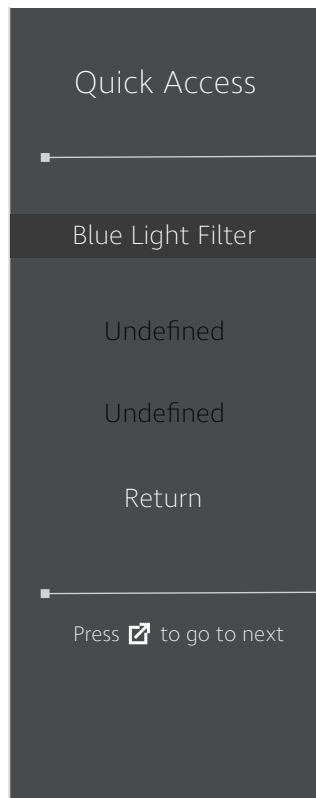 Quick Access
Blue Light Filter
Undefined
Undefined
Return
Press to go to next